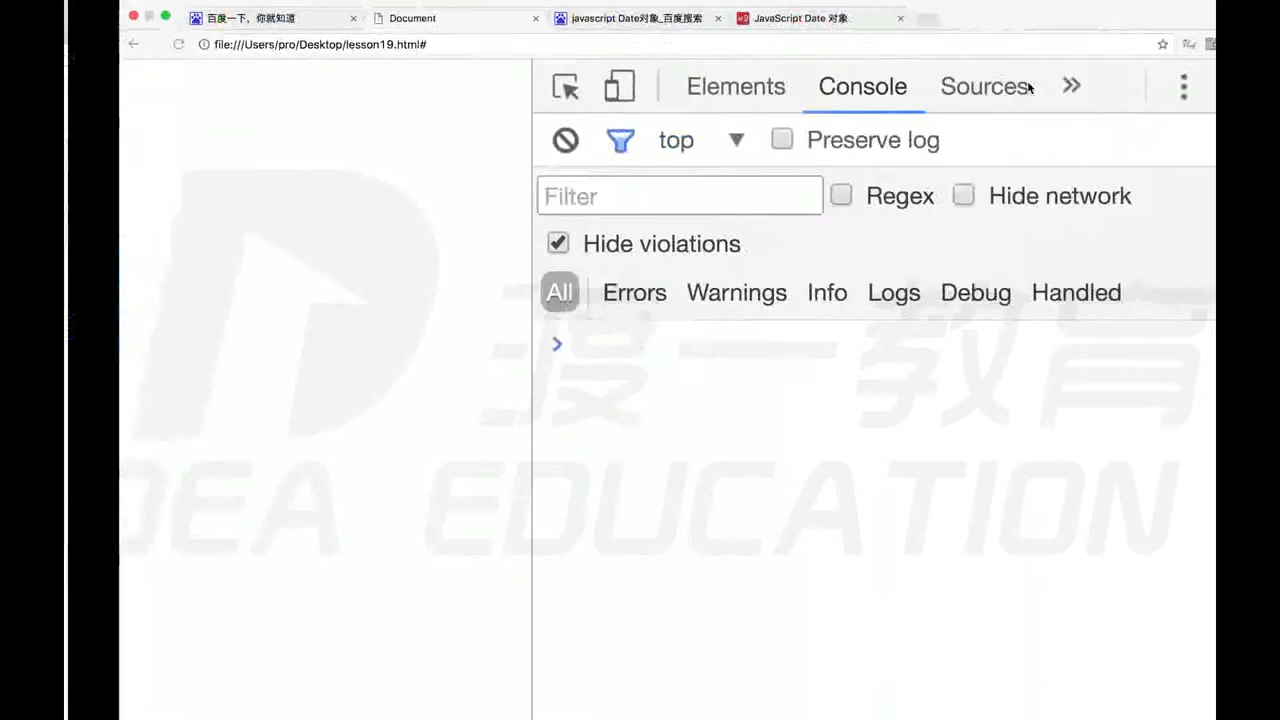 百度一下，你就知道
Document
javascript Date对象_百度搜索
JavaScript Date 对象
file:///Users/pro/Desktop/lesson19.html#
Elements
Console
Sources
top
Preserve log
Filter
Regex
Hide network
Hide violations
All
Errors
Warnings
Info
Logs
Debug
Handled
渡一教育
DEA EDUCATION